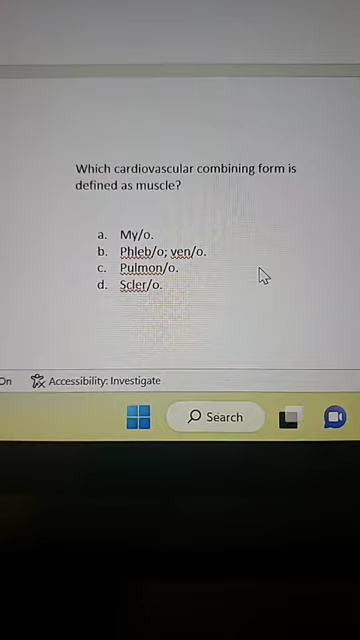 Which cardiovascular combining form is
defined as muscle?
a. My/o.
b. Phleb/o; ven/o.
c. Pulmon/o.
d. Scler/o.
On Accessibility: Investigate
Search